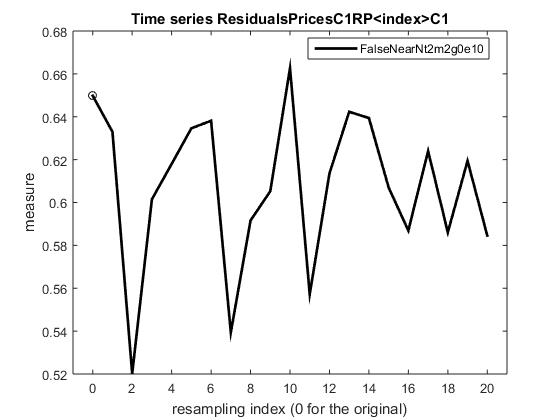 Time series ResidualsPricesC1RP<index>C1
FalseNearNt2m2g0e10
0.68
0.66
0.64
0.62
0.6
0.58
0.56
0.54
0.52
measure
0 2 4 6 8 10 12 14 16 18 20
resampling index (0 for the original)